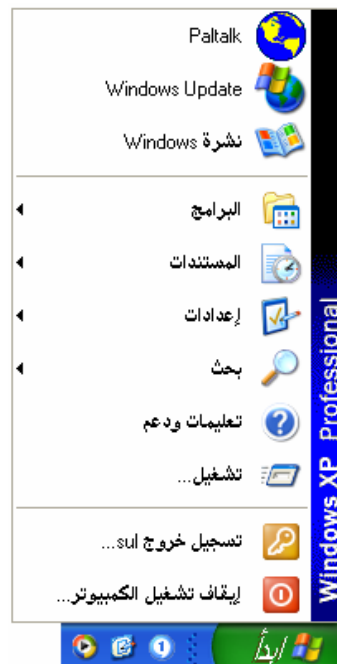 Paltalk
Windows Update
نشرة Windows
البرامج
المستندات
إعدادات
بحث
تعليمات ودعم
تشغيل...
تسجيل خروج sul...
إيقاف تشغيل الكمبيوتر...
Windows XP Professional
ابدأ